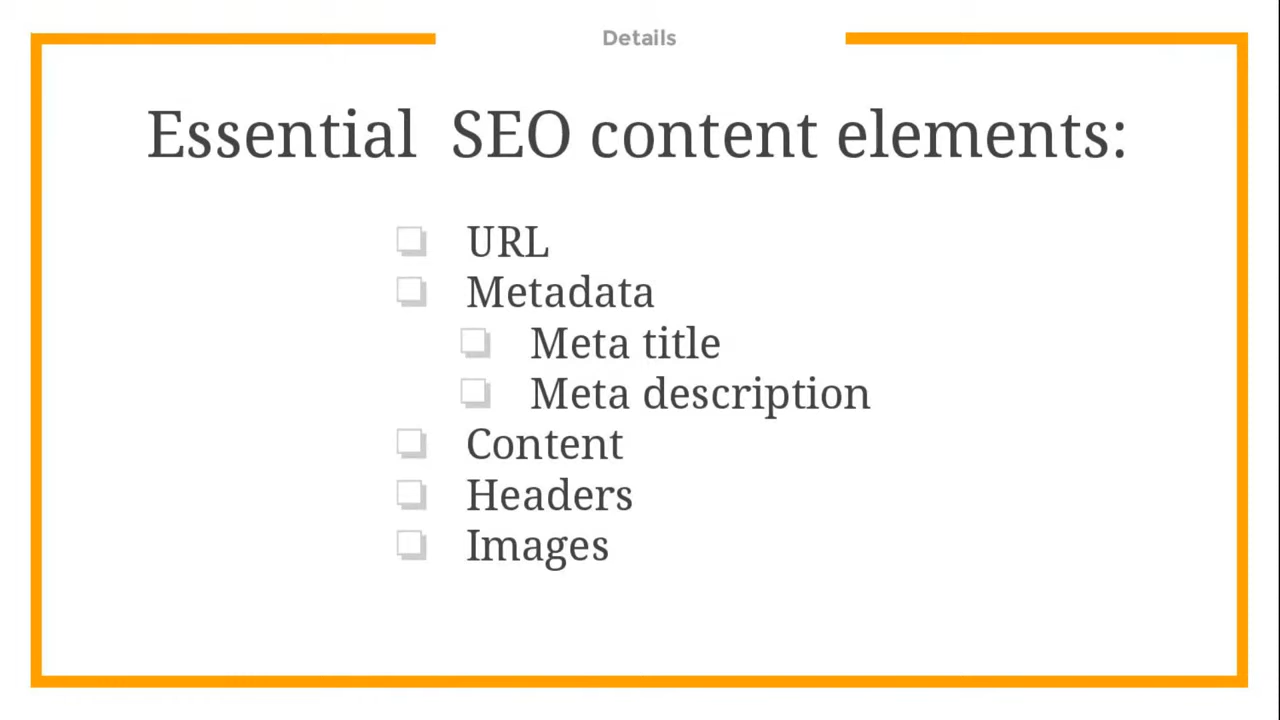 Details
Essential  SEO content elements:
❏ URL
❏ Metadata
❏ Meta title
❏ Meta description
❏ Content
❏ Headers
❏ Images